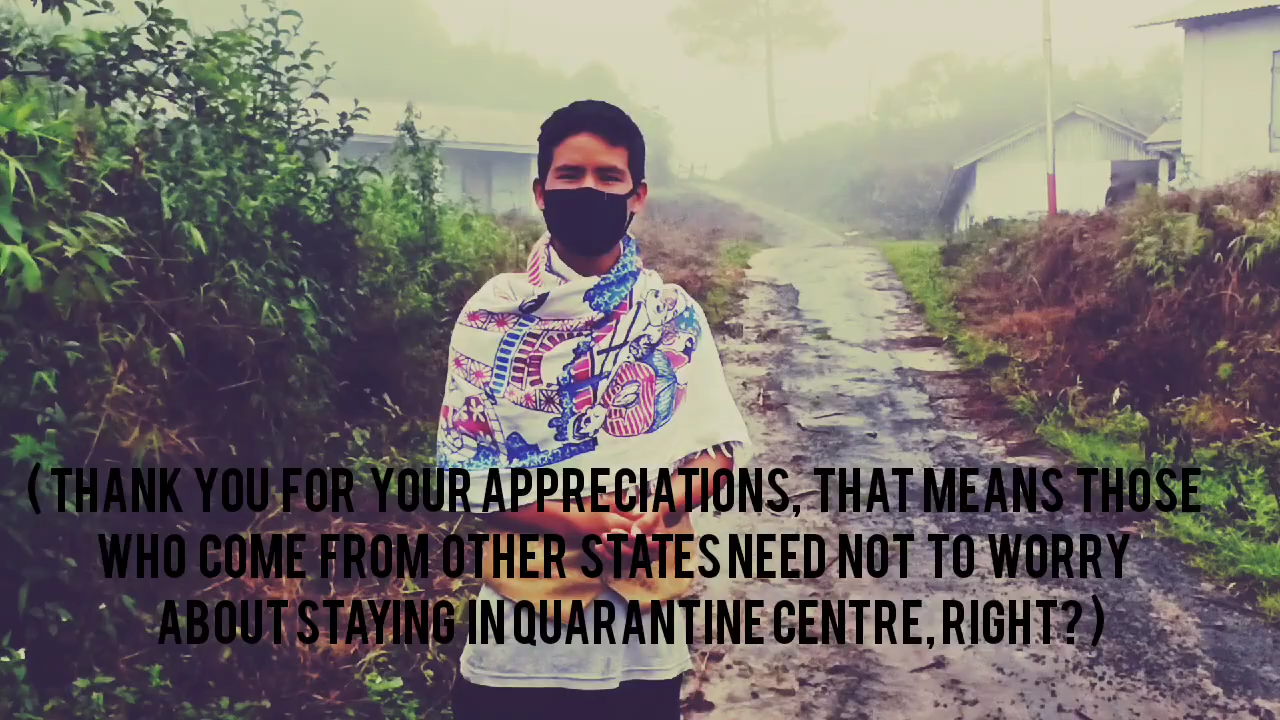 ( THANK YOU FOR YOUR APPRECIATIONS, THAT MEANS THOSE
WHO COME FROM OTHER STATES NEED NOT TO WORRY
ABOUT STAYING IN QUARANTINE CENTRE, RIGHT? )